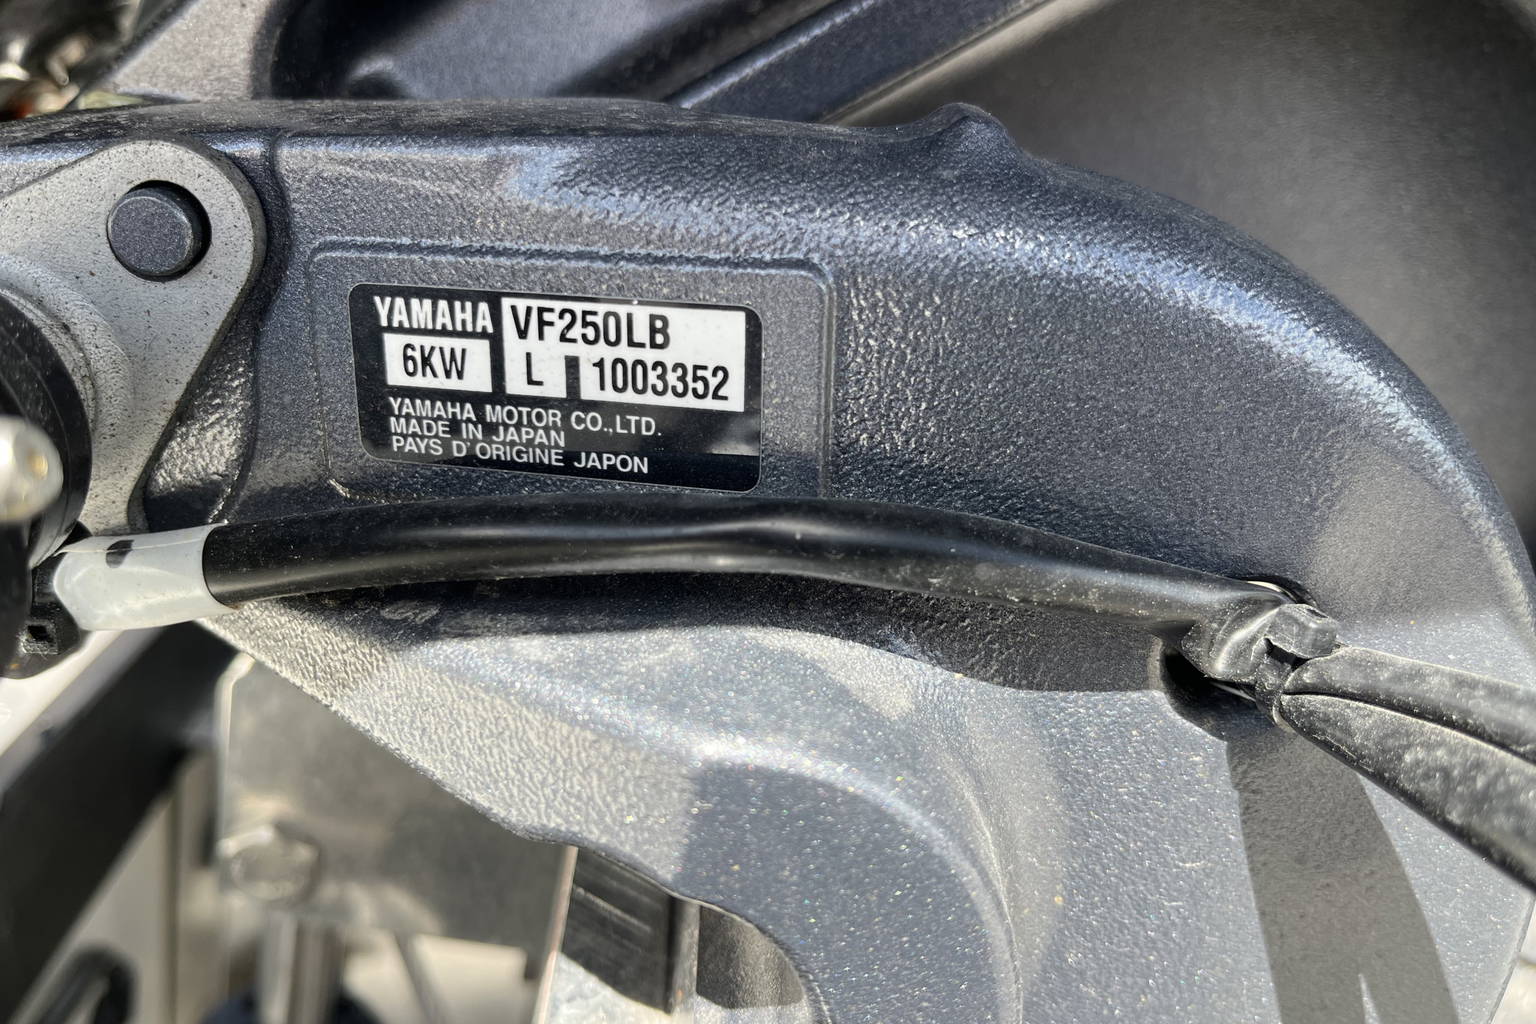 YAMAHA VF250LB
6KW L 1003352
YAMAHA MOTOR CO.,LTD.
MADE IN JAPAN
PAYS D'ORIGINE JAPON